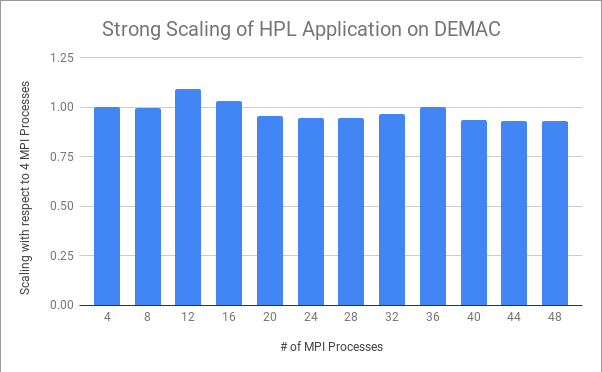 Strong Scaling of HPL Application on DEMAC
Scaling with respect to 4 MPI Processes
1.25
1.00
0.75
0.50
0.25
0.00
4 8 12 16 20 24 28 32 36 40 44 48
# of MPI Processes